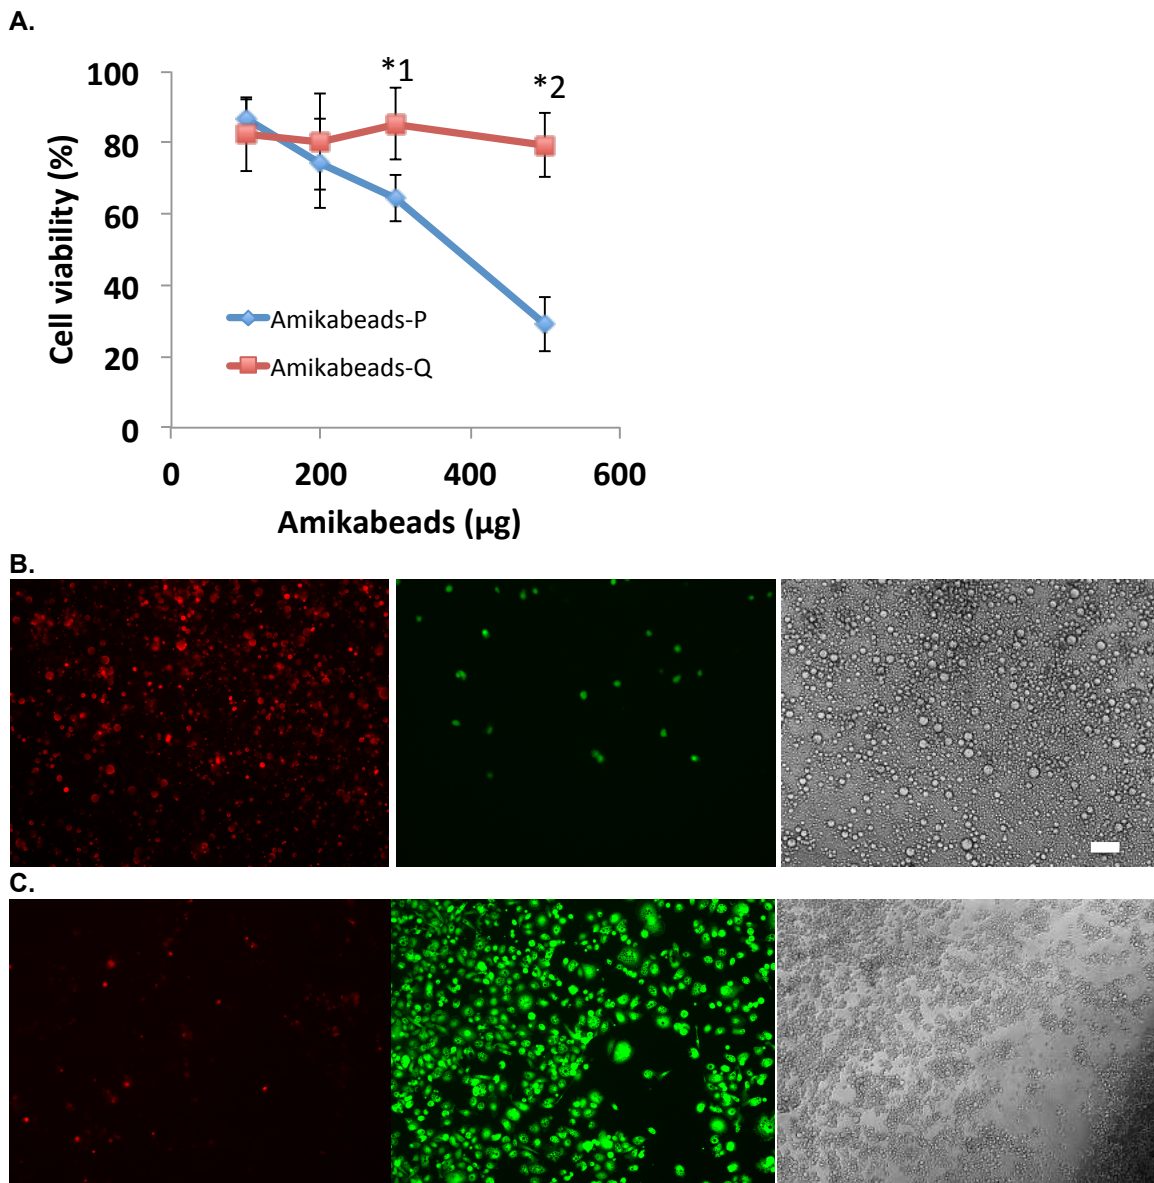 A.
*1
*2
100
80
60
40
20
0
Cell viability (%)
Amikabeads-P
Amikabeads-Q
0 200 400 600
Amikabeads (µg)
B.
C.